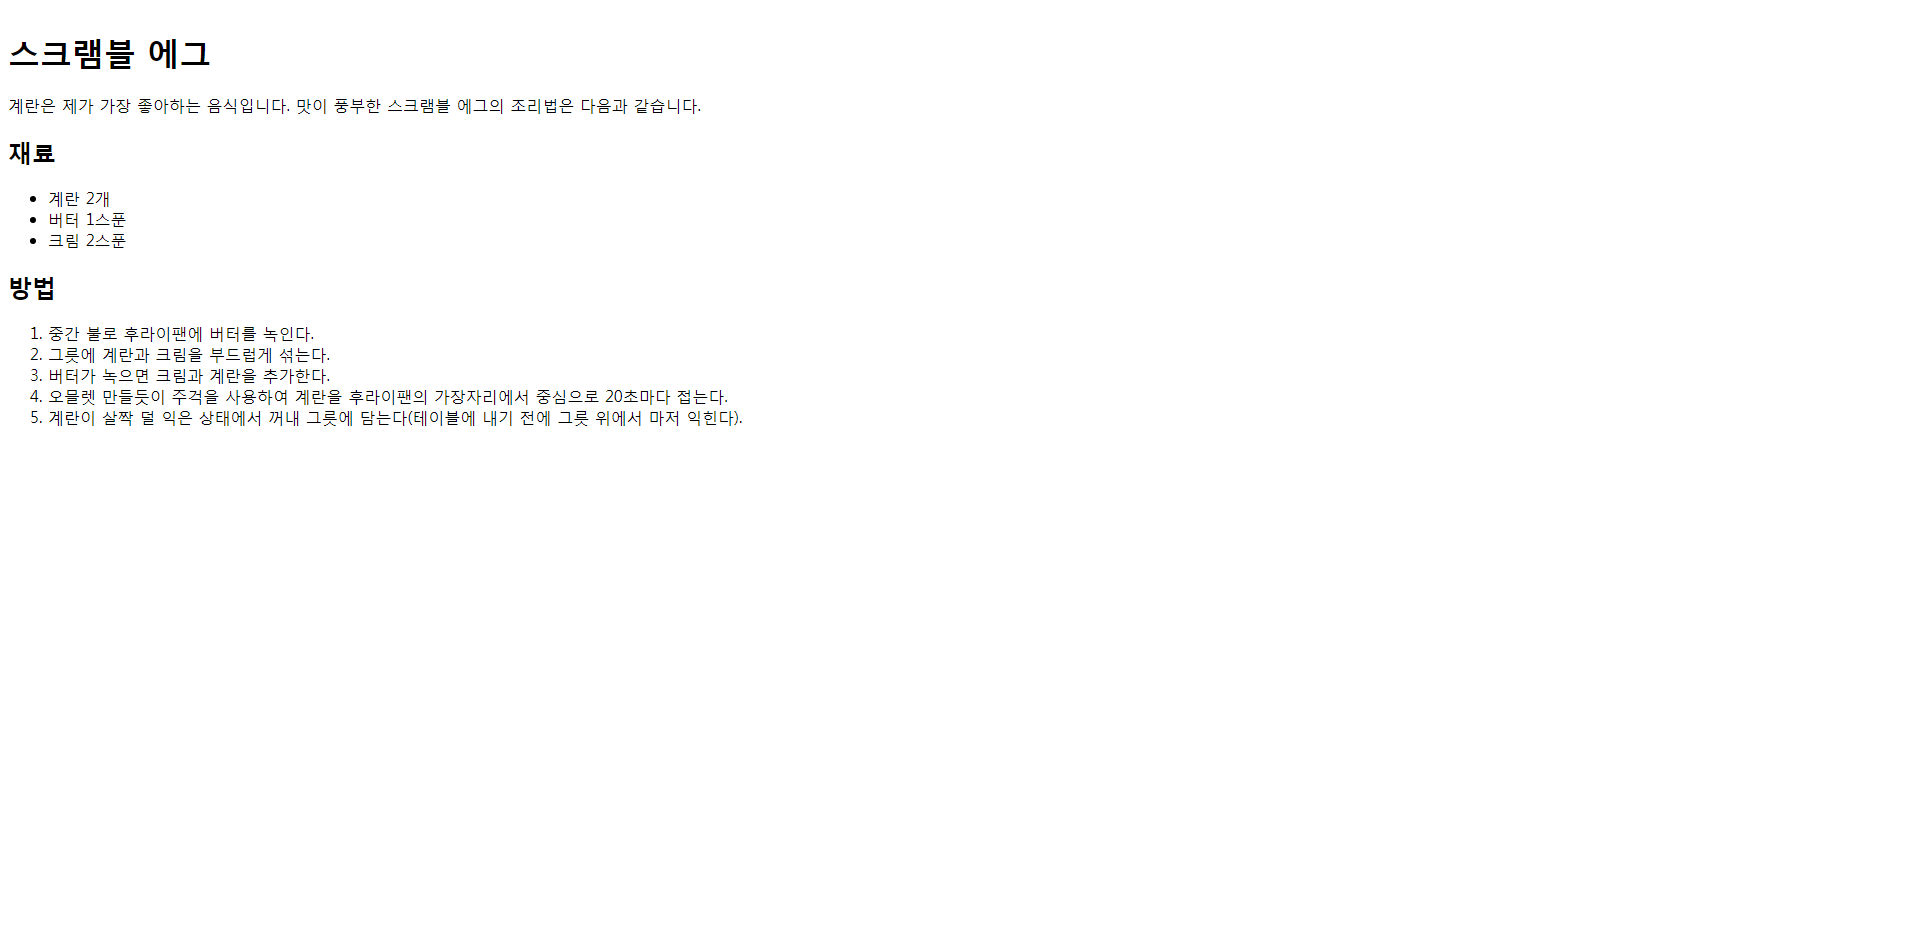 스크램블 에그
계란은 제가 가장 좋아하는 음식입니다. 맛이 풍부한 스크램블 에그의 조리법은 다음과 같습니다.
재료
• 계란 2개
• 버터 1스푼
• 크림 2스푼
방법
1. 중간 불로 후라이팬에 버터를 녹인다.
2. 그릇에 계란과 크림을 부드럽게 섞는다.
3. 버터가 녹으면 크림과 계란을 추가한다.
4. 오믈렛 만들듯이 주걱을 사용하여 계란을 후라이팬의 가장자리에서 중심으로 20초마다 접는다.
5. 계란이 살짝 덜 익은 상태에서 꺼내 그릇에 담는다(테이블에 내기 전에 그릇 위에서 마저 익힌다).